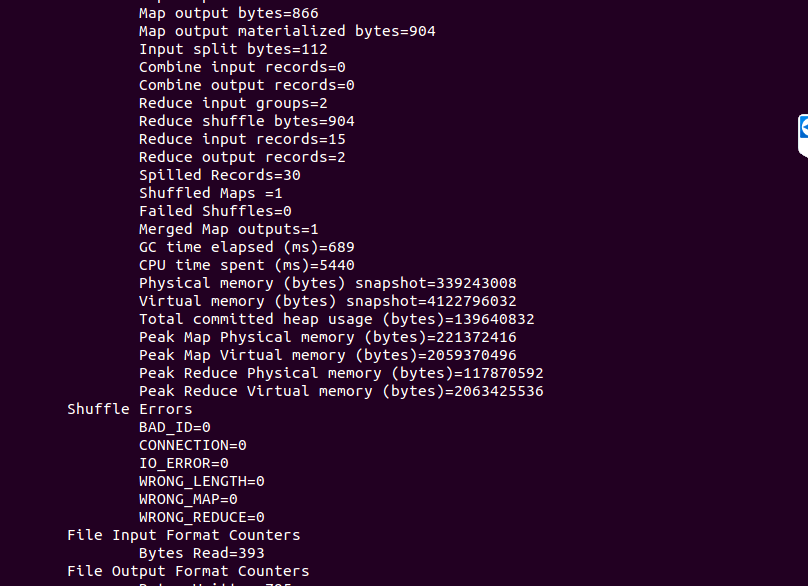 Map output bytes=866
Map output materialized bytes=904
Input split bytes=112
Combine input records=0
Combine output records=0
Reduce input groups=2
Reduce shuffle bytes=904
Reduce input records=15
Reduce output records=2
Spilled Records=30
Shuffled Maps =1
Failed Shuffles=0
Merged Map outputs=1
GC time elapsed (ms)=689
CPU time spent (ms)=5440
Physical memory (bytes) snapshot=339243008
Virtual memory (bytes) snapshot=4122796032
Total committed heap usage (bytes)=139640832
Peak Map Physical memory (bytes)=221372416
Peak Map Virtual memory (bytes)=2059370496
Peak Reduce Physical memory (bytes)=117870592
Peak Reduce Virtual memory (bytes)=2063425536
Shuffle Errors
BAD_ID=0
CONNECTION=0
IO_ERROR=0
WRONG_LENGTH=0
WRONG_MAP=0
WRONG_REDUCE=0
File Input Format Counters
Bytes Read=393
File Output Format Counters